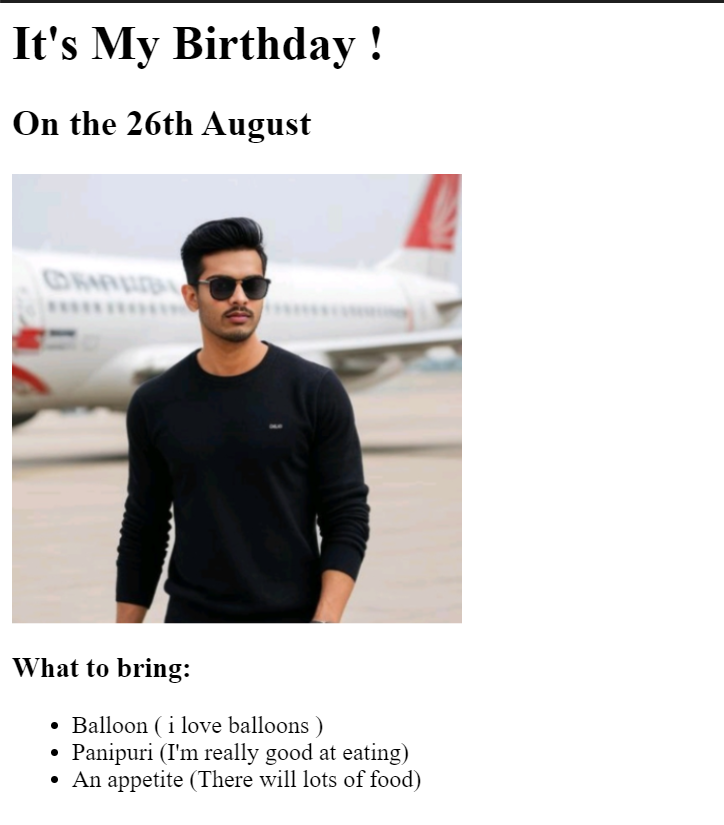 It's My Birthday !
On the 26th August
What to bring:
Balloon ( i love balloons )
Panipuri (I'm really good at eating)
An appetite (There will lots of food)